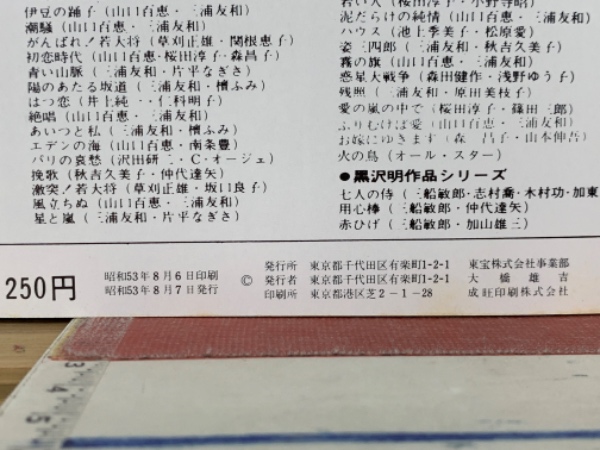 伊豆の踊子(山口百恵・三浦友和)
潮騒(山口百恵・三浦友和)
がんばれ!若大将(草刈正雄・関根恵子)
初恋時代(山口百恵・桜田淳子・森昌子)
青い山脈(三浦友和・片平なぎさ)
陽のあたる坂道(三浦友和・檀ふみ)
はつ恋(井上純一・仁科明子)
絶唱(山口百恵・三浦友和)
あいつと私(三浦友和・檀ふみ)
エデンの海(山口百恵・南条豊)
パリの哀愁(沢田研二・C・オージェ)
挽歌(秋吉久美子・仲代達矢)
激突!若大将(草刈正雄・坂口良子)
風立ちぬ(山口百恵・三浦友和)
星と嵐(三浦友和・片平なぎさ)
若い人(桜田淳子・小野寺昭)
泥だらけの純情(山口百恵・三浦友和)
ハウス(池上季実子・松原愛)
姿三四郎(三浦友和・秋吉久美子)
霧の旗(山口百恵・三浦友和)
惑星大戦争(森田健作・浅野ゆう子)
残照(三浦友和・原田美枝子)
愛の嵐の中で(桜田淳子・篠田三郎)
ふりむけば愛(山口百恵・三浦友和)
お嫁にゆきます(森昌子・山本伸吾)
火の鳥(オール・スター)
●黒沢明作品シリーズ
七人の侍(三船敏郎・志村喬・木村功・加東
用心棒(三船敏郎・仲代達矢)
赤ひげ(三船敏郎・加山雄三)
250円
昭和53年8月6日印刷
昭和53年8月7日発行
©
発行所 東京都千代田区有楽町1-2-1 東宝株式会社事業部
発行者 東京都千代田区有楽町1-2-1 大橋雄吉
印刷所 東京都港区芝2-1-28 成旺印刷株式会社
3
4
5